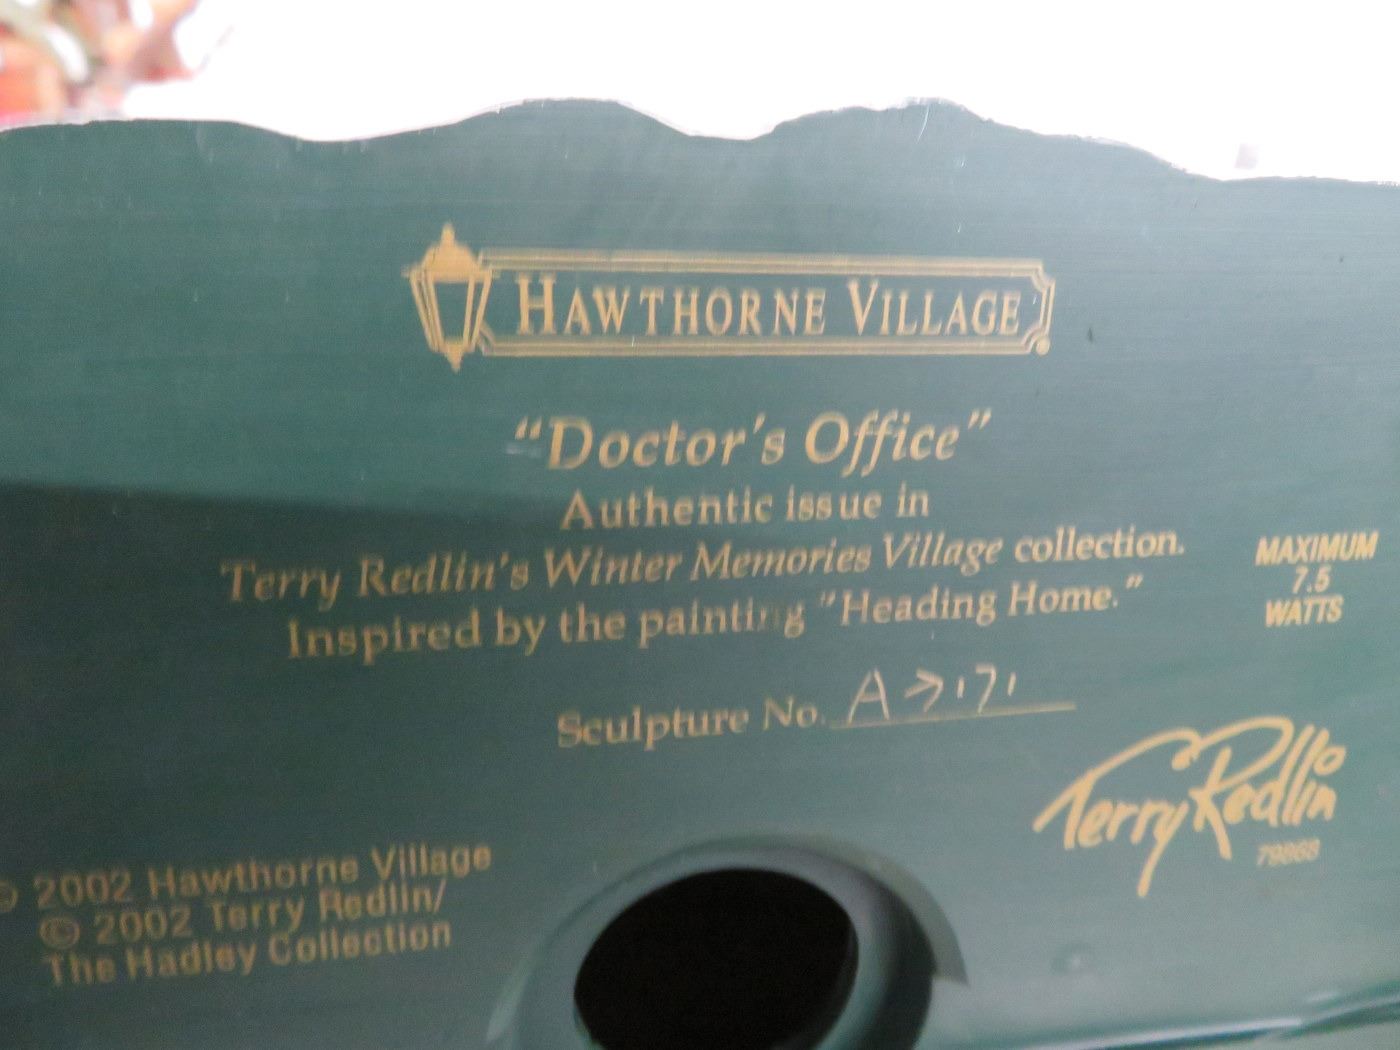 HAWTHORNE VILLAGE
"Doctor's Office"
Authentic issue in
Terry Redlin's Winter Memories Village collection.
Inspired by the painting "Heading Home."
MAXIMUM
7.5
WATTS
Sculpture No.
Terry Redlin
79868
© 2002 Hawthorne Village
© 2002 Terry Redlin/
The Hadley Collection